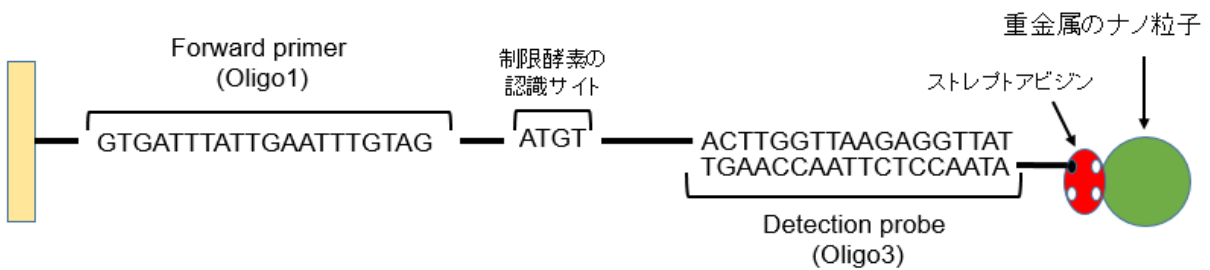 Forward primer
(Oligo1)
制限酵素の
認識サイト
重金属のナノ粒子
ストレプトアビジン
GTGATTTATTGAATTTGTAG
ATGT
ACTTGGTTAAGAGGTTAT
TGAACCAATTCTCCAATA
Detection probe
(Oligo3)